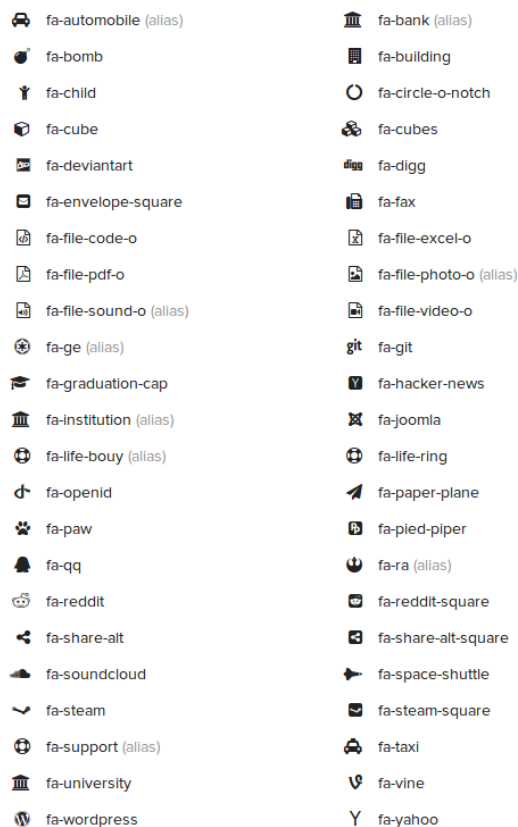 fa-automobile (alias) fa-bank (alias)
fa-bomb fa-building
fa-child fa-circle-o-notch
fa-cube fa-cubes
fa-deviantart digg fa-digg
fa-envelope-square fa-fax
fa-file-code-o fa-file-excel-o
fa-file-pdf-o fa-file-photo-o (alias)
fa-file-sound-o (alias) fa-file-video-o
fa-ge (alias) git fa-git
fa-graduation-cap Y fa-hacker-news
fa-institution (alias) fa-joomla
fa-life-bouy (alias) fa-life-ring
fa-openid fa-paper-plane
fa-paw fa-pied-piper
fa-qq fa-ra (alias)
fa-reddit fa-reddit-square
fa-share-alt fa-share-alt-square
fa-soundcloud fa-space-shuttle
fa-steam fa-steam-square
fa-support (alias) fa-taxi
fa-university fa-vine
fa-wordpress Y fa-yahoo